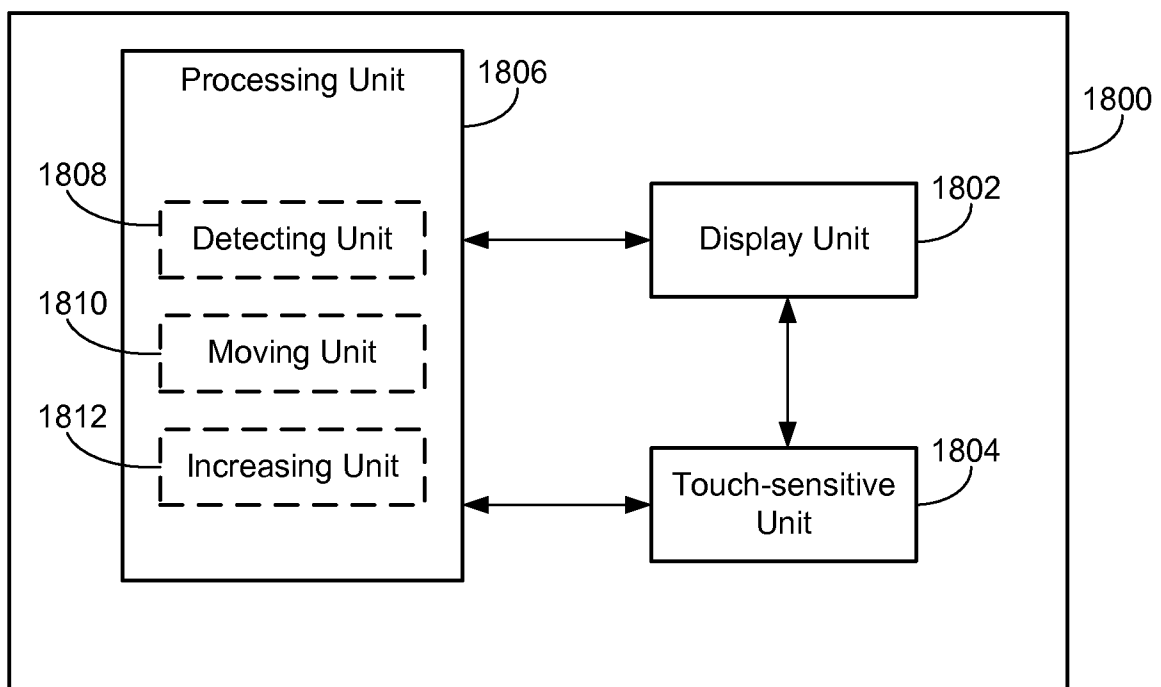 Processing Unit
1806
1800
1808
Detecting Unit
1802
Display Unit
1810
Moving Unit
1812
Increasing Unit
1804
Touch-sensitive
Unit